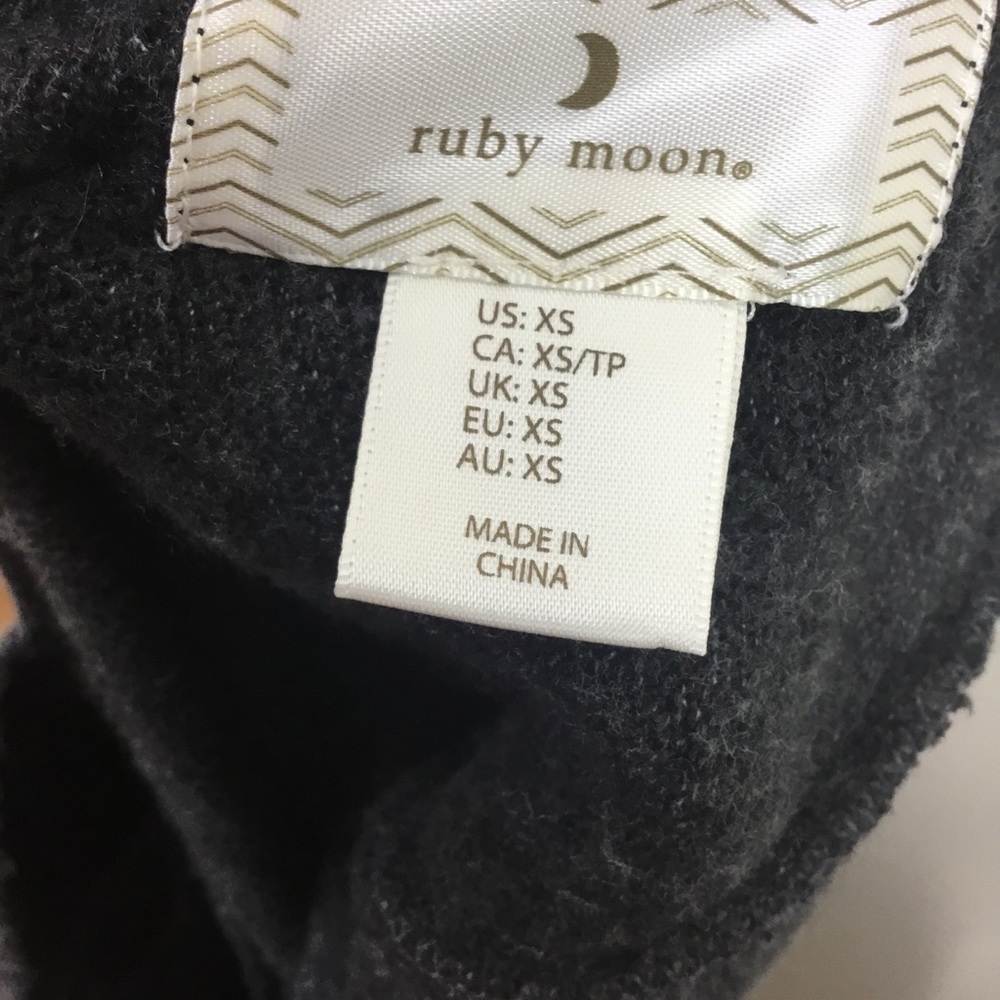 ruby moon®
US: XS
CA: XS/TP
UK: XS
EU: XS
AU: XS
MADE IN
CHINA